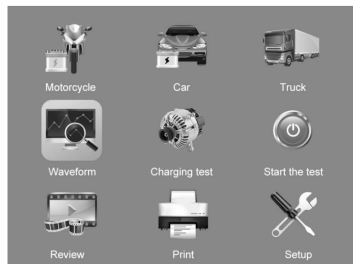 Motorcycle
Car
Truck
Waveform
Charging test
Start the test
Review
Print
Setup